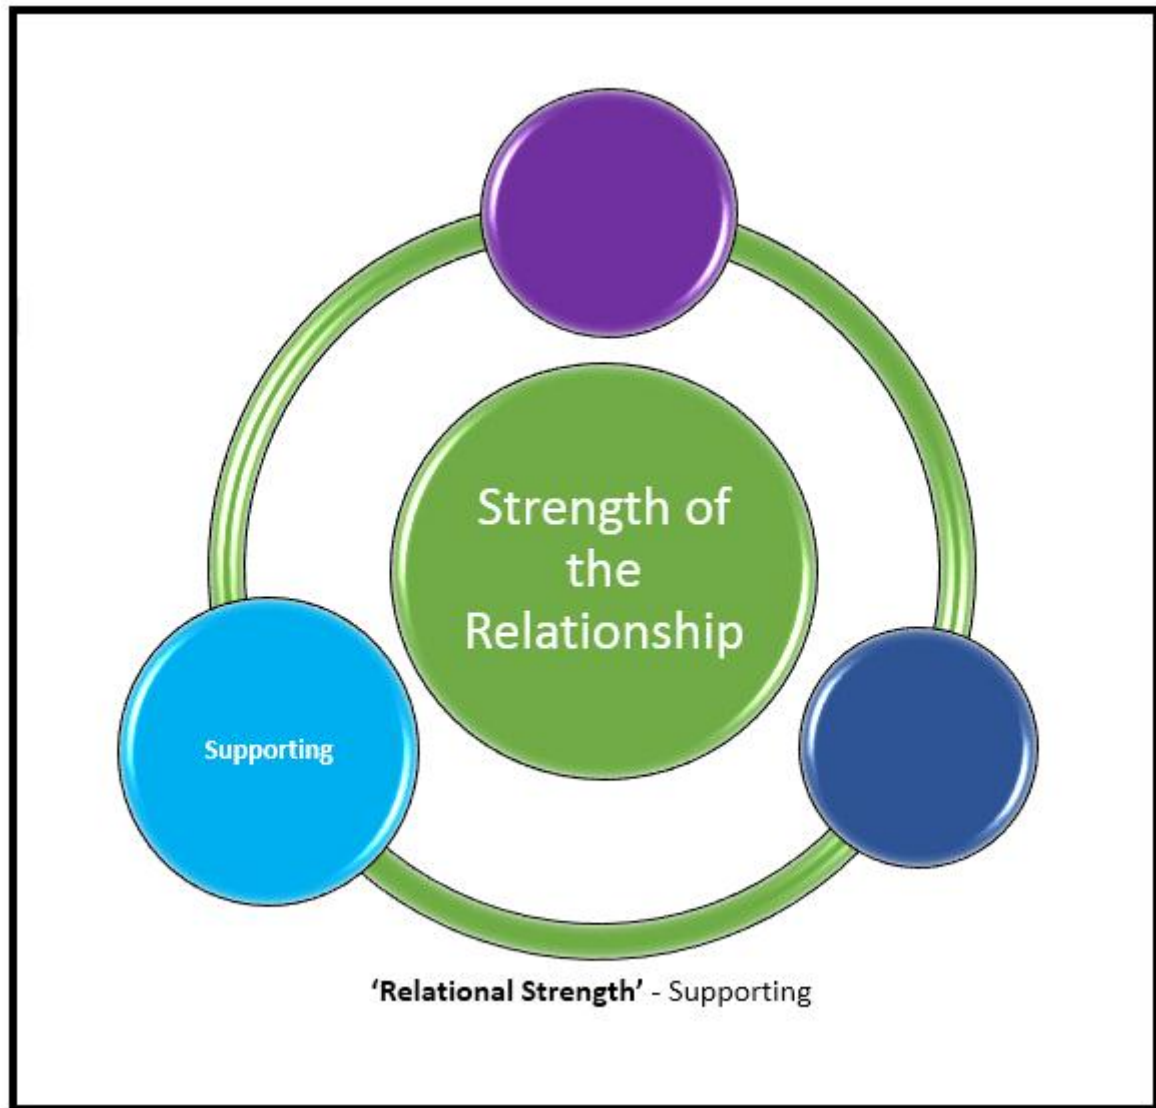 Strength of
the
Relationship
Supporting
‘Relational Strength’ - Supporting